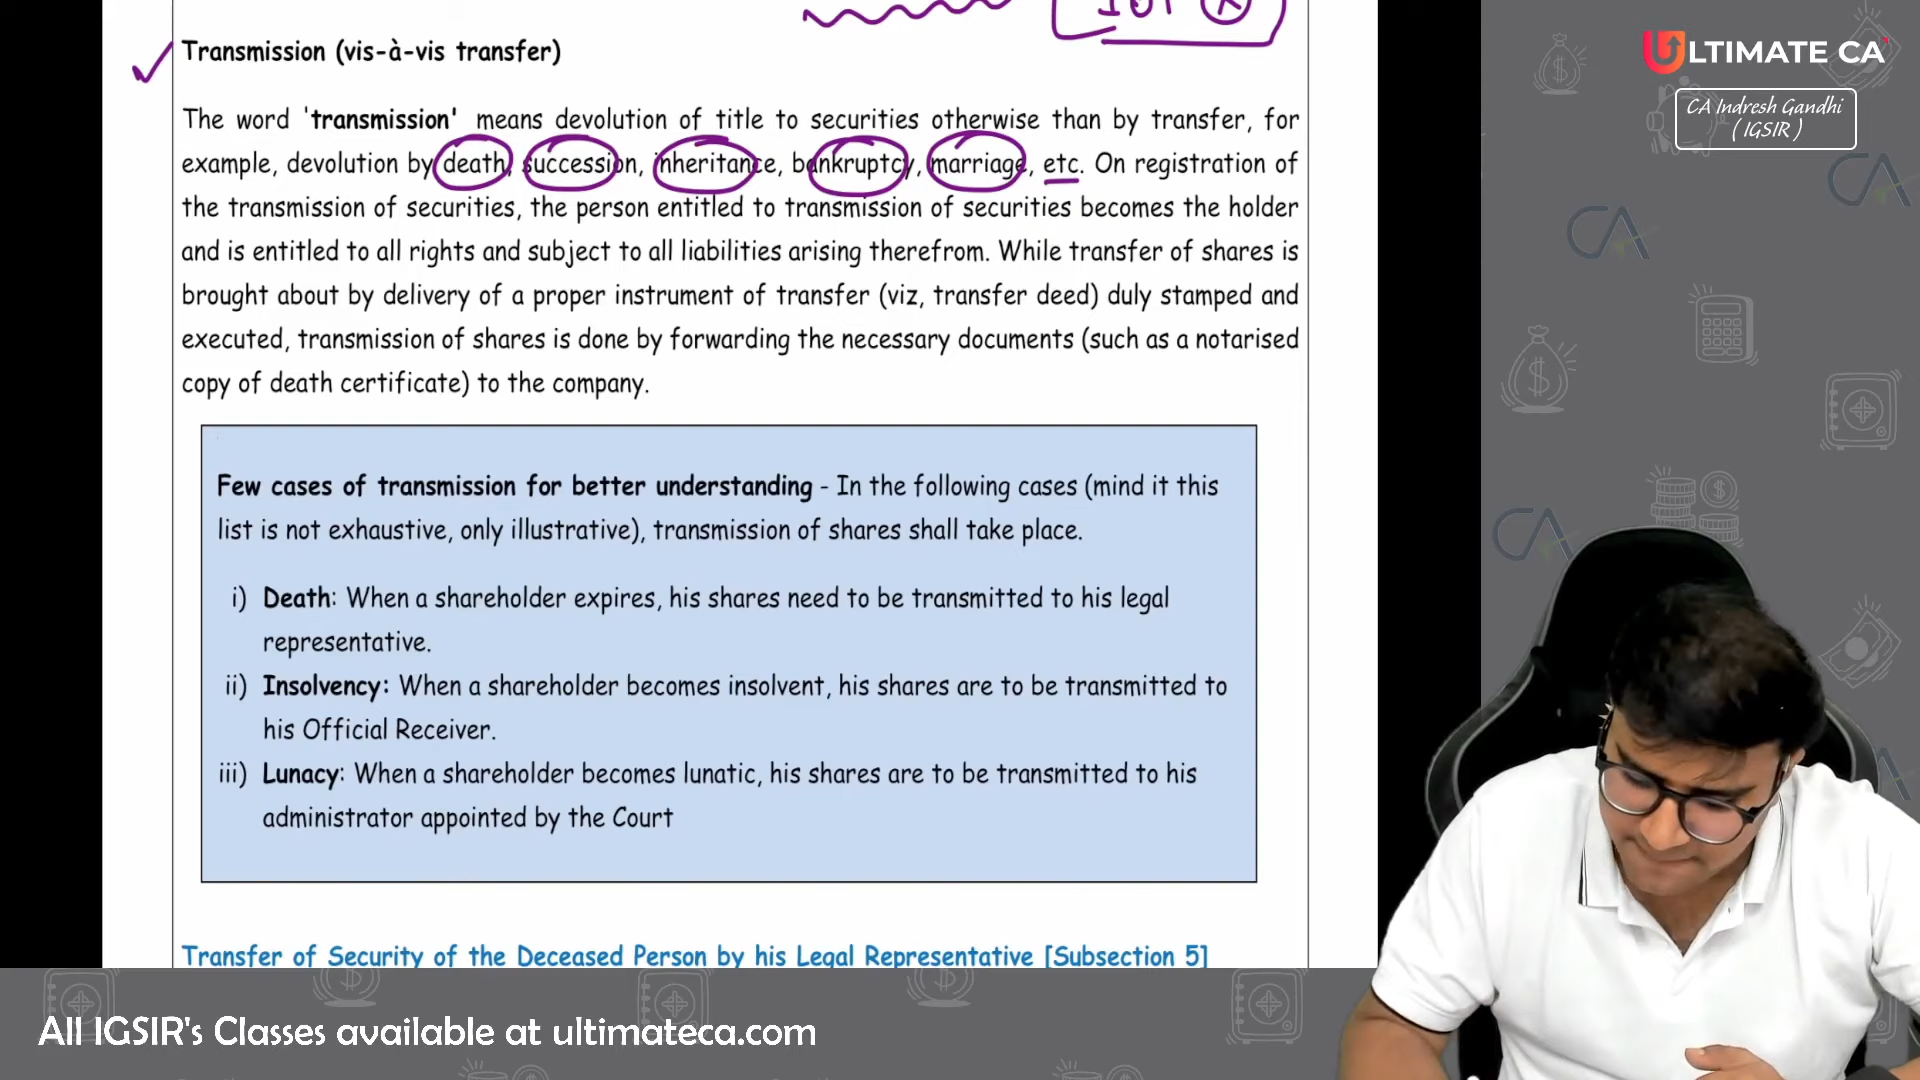 IOT X
ULTIMATE CA
CA Indresh Gandhi
( IGSIR )
Transmission (vis-à-vis transfer)
The word 'transmission' means devolution of title to securities otherwise than by transfer, for
example, devolution by death, succession, inheritance, bankruptcy, marriage, etc. On registration of
the transmission of securities, the person entitled to transmission of securities becomes the holder
and is entitled to all rights and subject to all liabilities arising therefrom. While transfer of shares is
brought about by delivery of a proper instrument of transfer (viz, transfer deed) duly stamped and
executed, transmission of shares is done by forwarding the necessary documents (such as a notarised
copy of death certificate) to the company.
Few cases of transmission for better understanding - In the following cases (mind it this
list is not exhaustive, only illustrative), transmission of shares shall take place.
i) Death: When a shareholder expires, his shares need to be transmitted to his legal
representative.
ii) Insolvency: When a shareholder becomes insolvent, his shares are to be transmitted to
his Official Receiver.
iii) Lunacy: When a shareholder becomes lunatic, his shares are to be transmitted to his
administrator appointed by the Court
Transfer of Security of the Deceased Person by his Legal Representative [Subsection 5]
CA
CA
CA
All IGSIR's Classes available at ultimateca.com